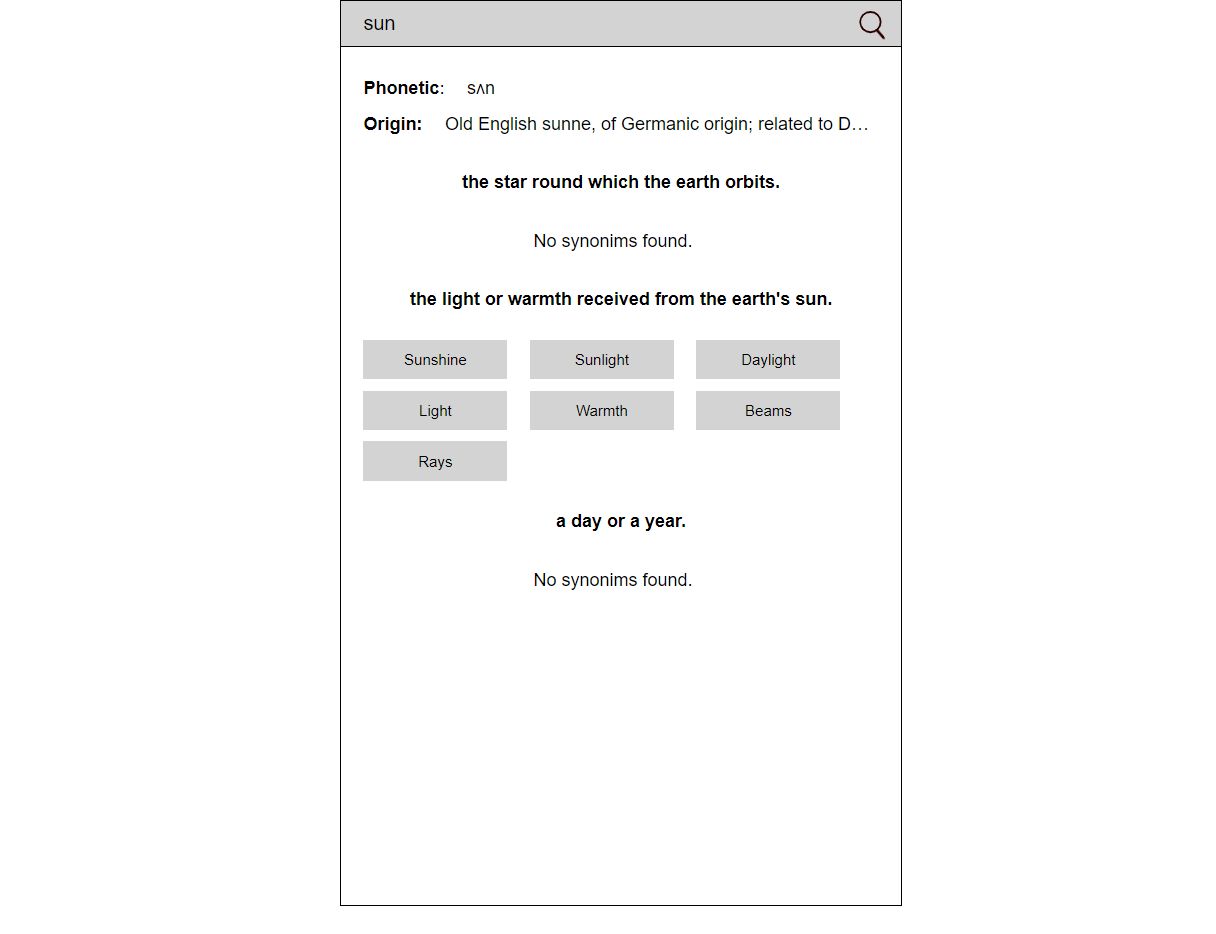 sun
Phonetic: sʌn
Origin: Old English sunne, of Germanic origin; related to D…
the star round which the earth orbits.
No synonims found.
the light or warmth received from the earth's sun.
Sunshine Sunlight Daylight
Light Warmth Beams
Rays
a day or a year.
No synonims found.